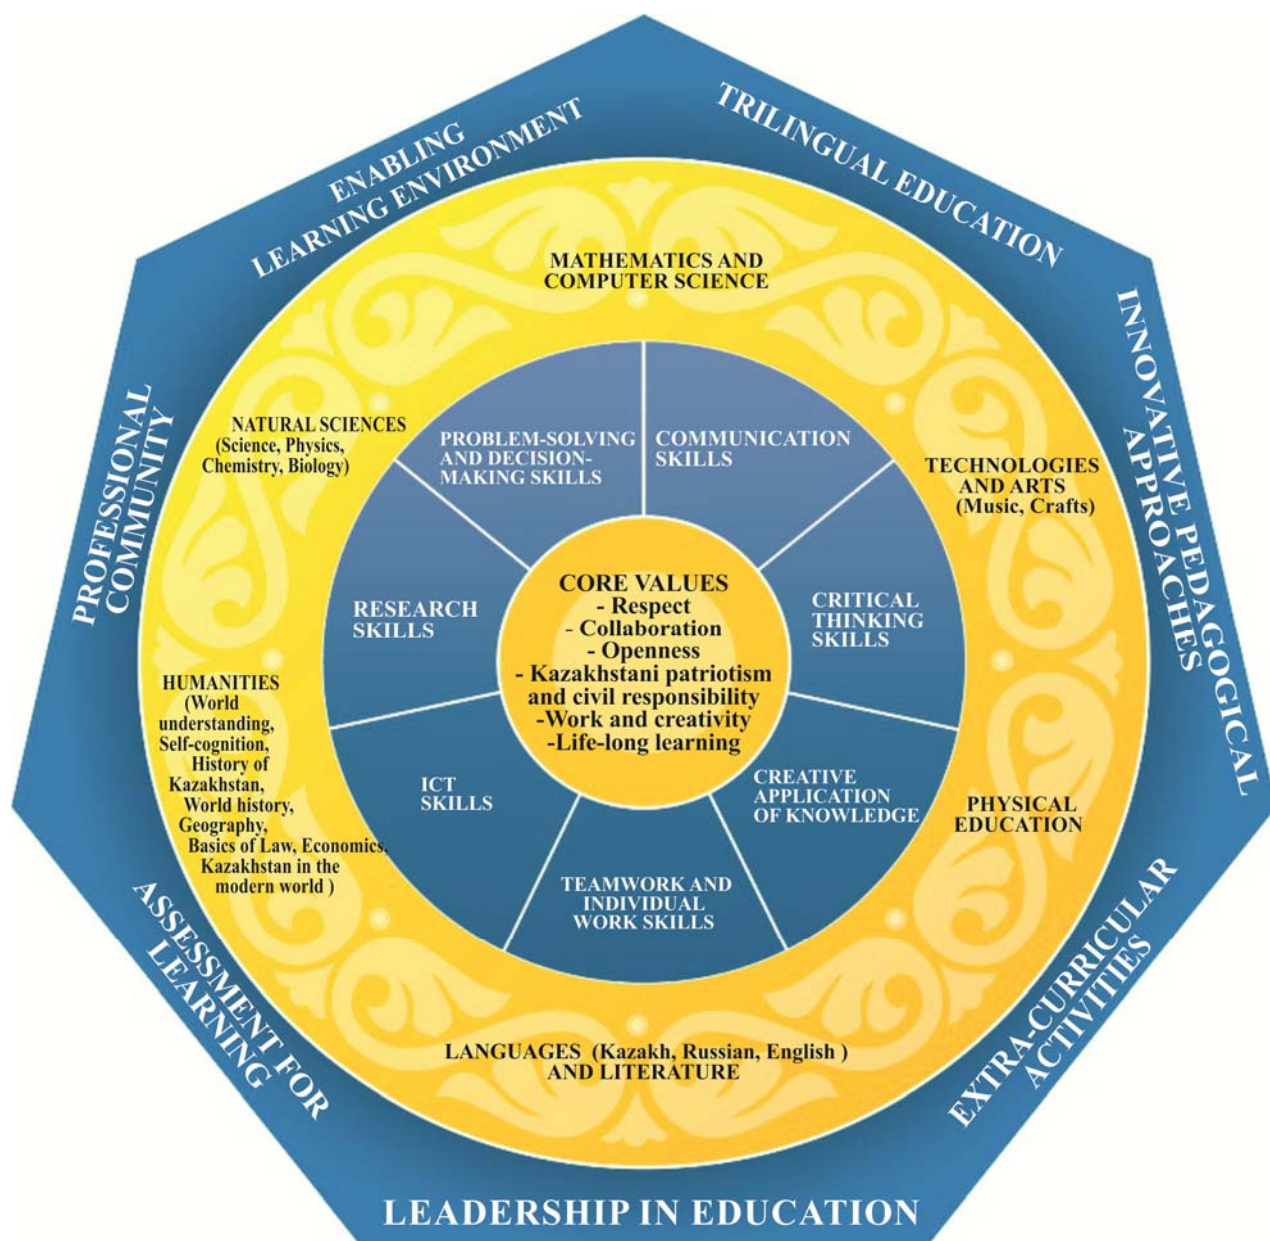 ENABLING
LEARNING ENVIRONMENT
TRILINGUAL EDUCATION
INNOVATIVE PEDAGOGICAL
APPROACHES
EXTRA-CURRICULAR
ACTIVITIES
LEADERSHIP IN EDUCATION
ASSESSMENT FOR
LEARNING
PROFESSIONAL
COMMUNITY
MATHEMATICS AND
COMPUTER SCIENCE
TECHNOLOGIES
AND ARTS
(Music, Crafts)
PHYSICAL
EDUCATION
LANGUAGES (Kazakh, Russian, English )
AND LITERATURE
HUMANITIES
(World
understanding,
Self-cognition,
History of
Kazakhstan,
World history,
Geography,
Basics of Law, Economics,
Kazakhstan in the
modern world )
NATURAL SCIENCES
(Science, Physics,
Chemistry, Biology)
PROBLEM-SOLVING
AND DECISION-
MAKING SKILLS
COMMUNICATION
SKILLS
CRITICAL
THINKING
SKILLS
CREATIVE
APPLICATION
OF KNOWLEDGE
TEAMWORK AND
INDIVIDUAL
WORK SKILLS
ICT
SKILLS
RESEARCH
SKILLS
CORE VALUES
- Respect
- Collaboration
- Openness
- Kazakhstani patriotism
and civil responsibility
-Work and creativity
-Life-long learning